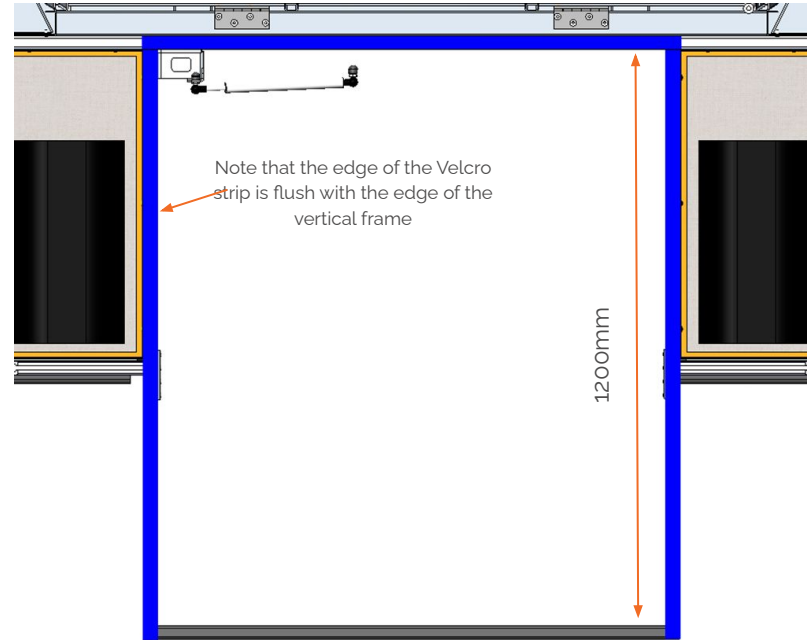 Note that the edge of the Velcro
strip is flush with the edge of the
vertical frame
1200mm